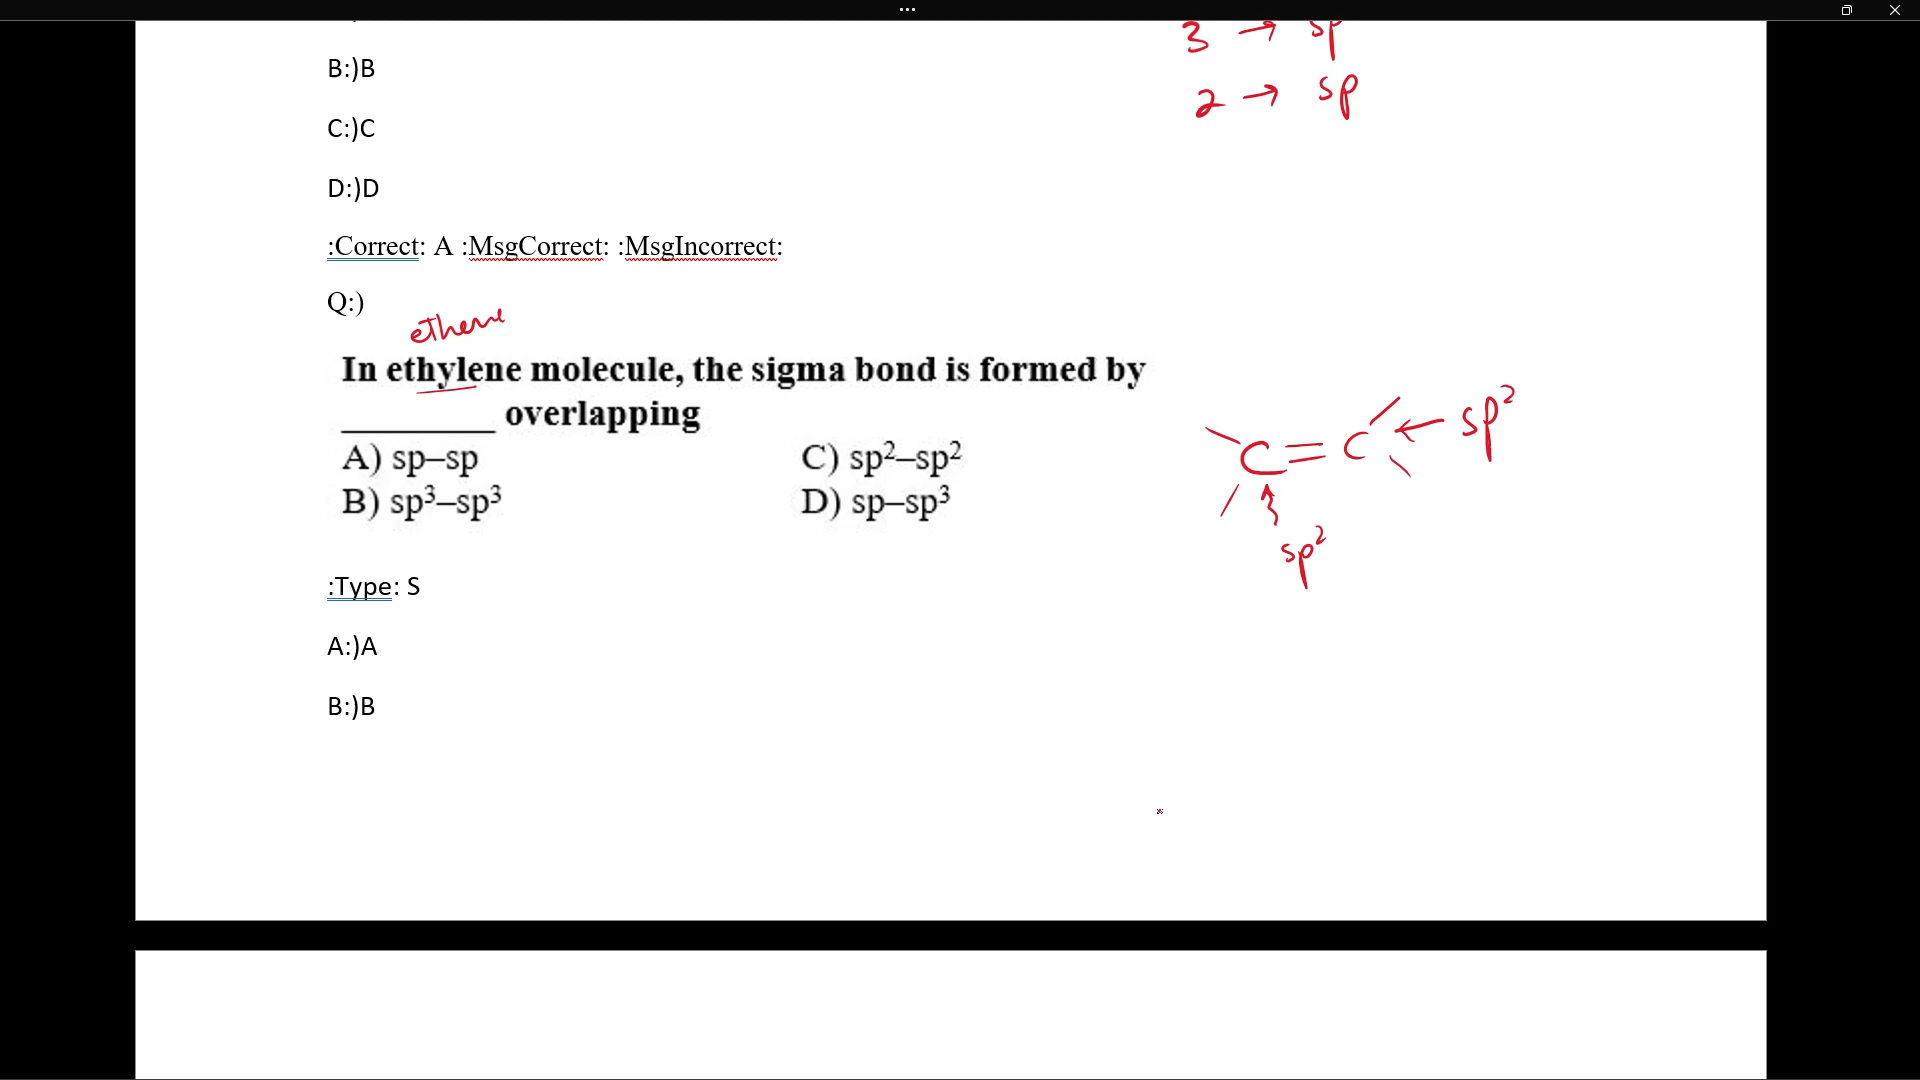 3 → sp
2 → sp
B:)B
C:)C
D:)D
:Correct: A :MsgCorrect: :MsgIncorrect:
Q:)
ethene
In ethylene molecule, the sigma bond is formed by
_________ overlapping
A) sp–sp
C) sp²–sp²
B) sp³–sp³
D) sp–sp³
C = C ← sp²
sp²
:Type: S
A:)A
B:)B